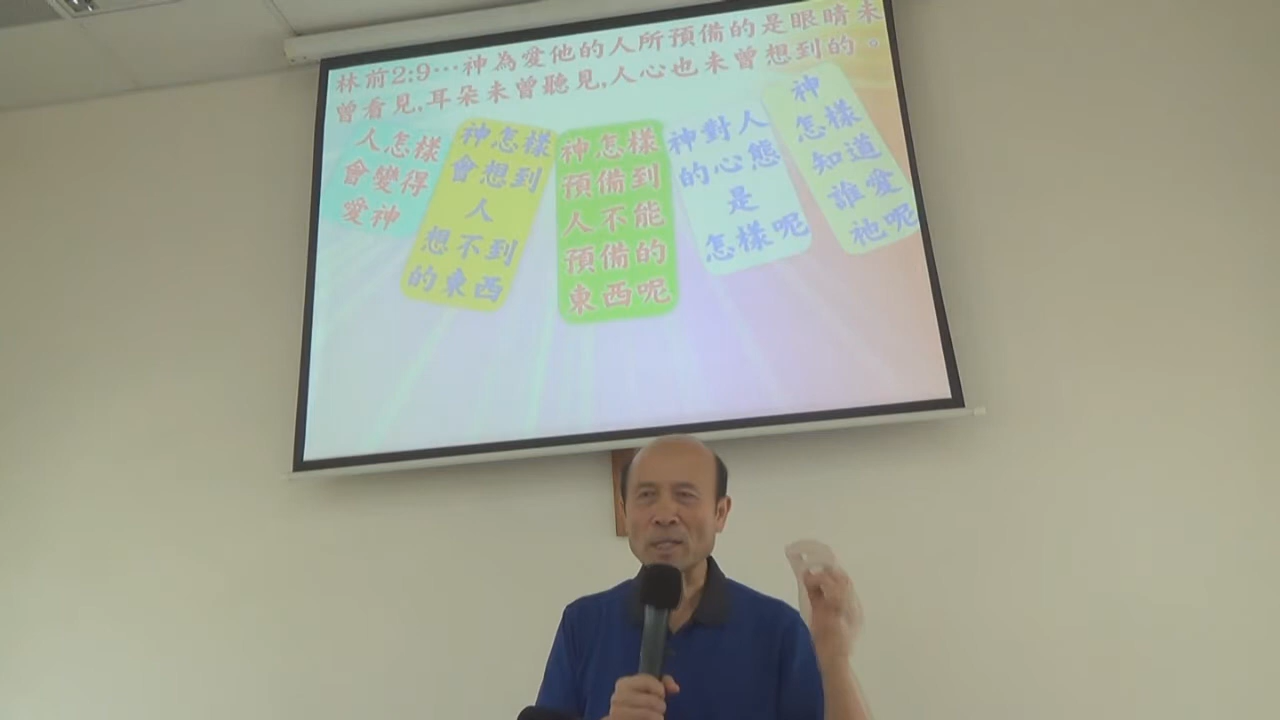 林前2:9…神為愛他的人所預備的是眼睛未
曾看見,耳朵未曾聽見,人心也未曾想到的。
人怎樣
會變得
愛神
神怎樣
會想到
人
想不到
的東西
神怎樣
預備到
人不能
預備的
東西呢
神對人
的心態
是
怎樣呢
神
怎樣
知道
誰愛
祂呢